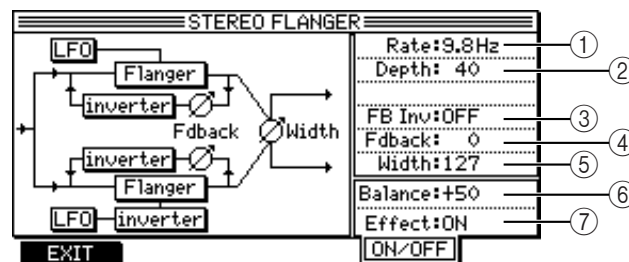 STEREO FLANGER
LFO
Flanger
inverter
Fdback
Width
inverter
Flanger
LFO inverter
Rate:9.8Hz ①
Depth: 40 ②
FB Inv:OFF ③
Fdback: 0 ④
Width:127 ⑤
Balance:+50 ⑥
Effect:ON ⑦
EXIT ON/OFF